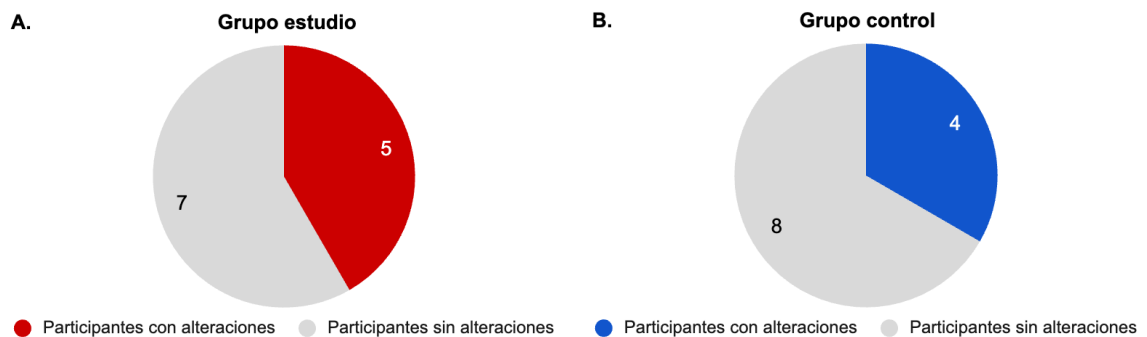 A.
Grupo estudio
5
7
Participantes con alteraciones
Participantes sin alteraciones
B.
Grupo control
4
8
Participantes con alteraciones
Participantes sin alteraciones